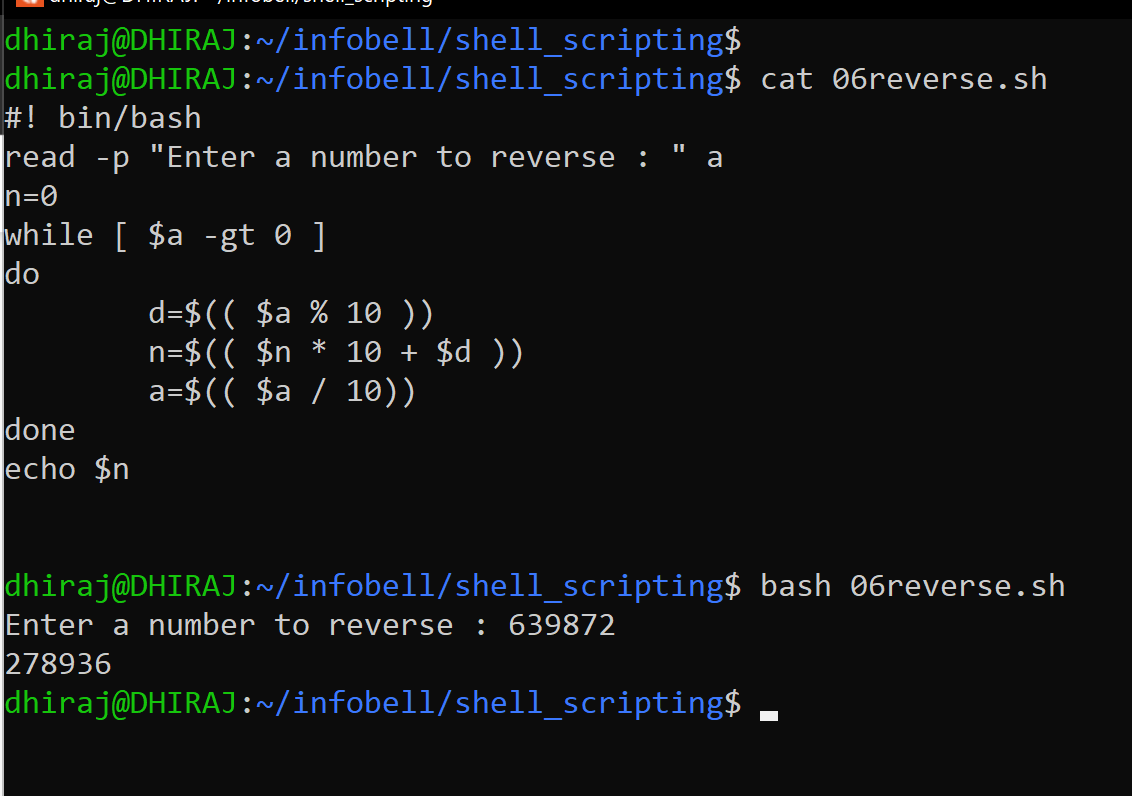 dhiraj@DHIRAJ: ~/infobell/shell_scripting
dhiraj@DHIRAJ:~/infobell/shell_scripting$
dhiraj@DHIRAJ:~/infobell/shell_scripting$ cat 06reverse.sh
#! bin/bash
read -p "Enter a number to reverse : " a
n=0
while [ $a -gt 0 ]
do
        d=$(( $a % 10 ))
        n=$(( $n * 10 + $d ))
        a=$(( $a / 10))
done
echo $n
dhiraj@DHIRAJ:~/infobell/shell_scripting$ bash 06reverse.sh
Enter a number to reverse : 639872
278936
dhiraj@DHIRAJ:~/infobell/shell_scripting$